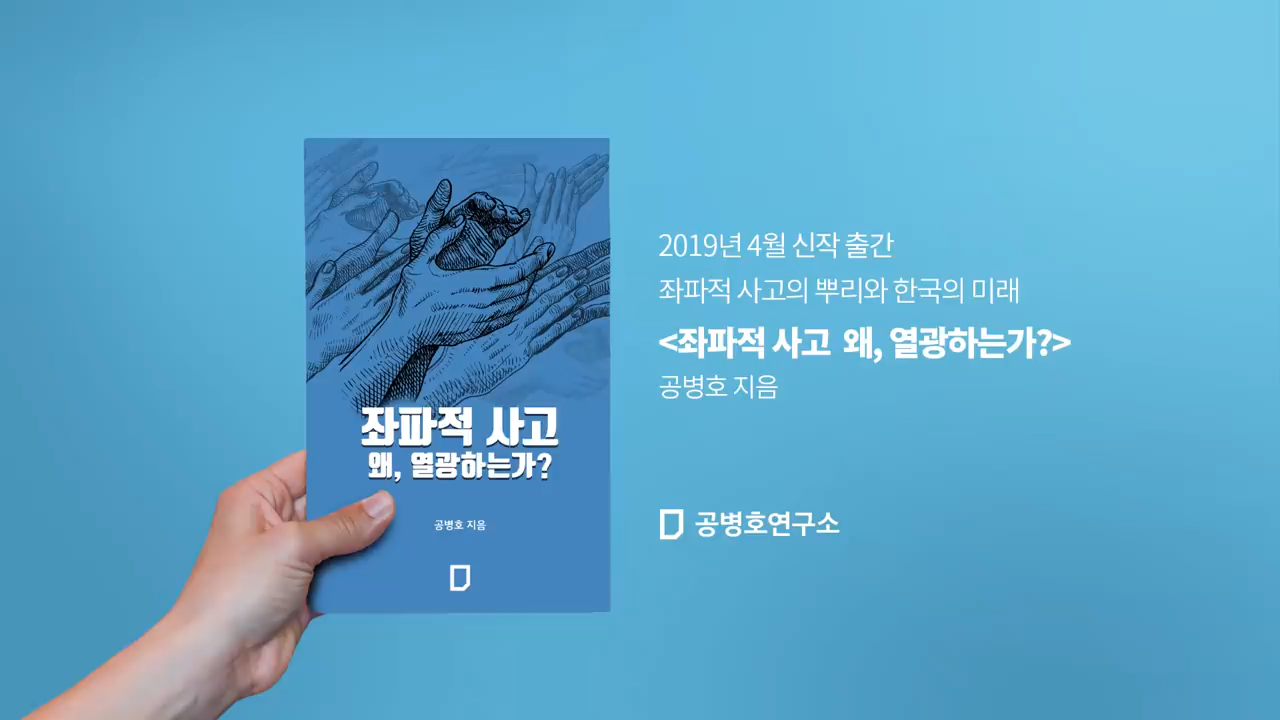 좌파적 사고
왜, 열광하는가?
공병호 지음
2019년 4월 신작 출간
좌파적 사고의 뿌리와 한국의 미래
<좌파적 사고 왜, 열광하는가?>
공병호 지음
공병호연구소